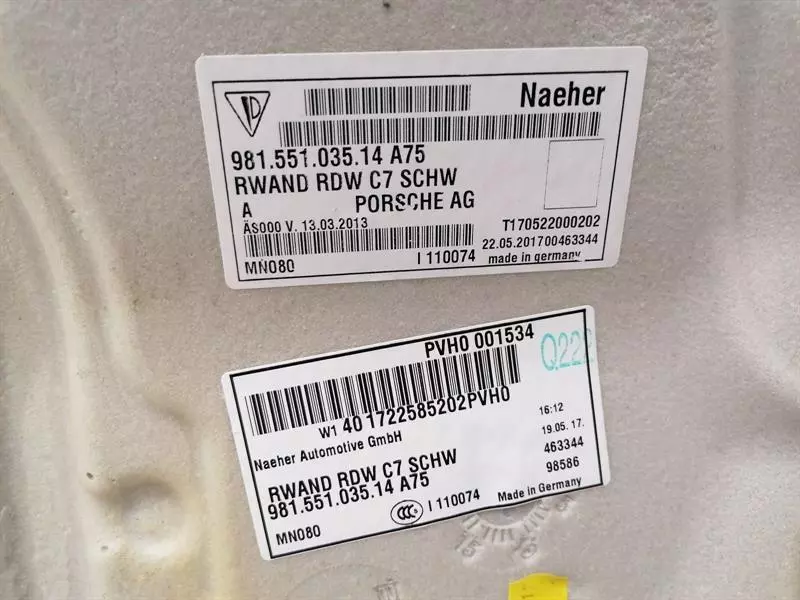 Naeher
981.551.035.14 A75
RWAND RDW C7 SCHW
A PORSCHE AG
ÄS000 V. 13.03.2013
T170522000202
22.05.201700463344
MN080 I 110074 made in germany
PVH0 001534
Q222
W1 40 1722585202PVH0
16:12
Naeher Automotive GmbH
19.05.17.
463344
RWAND RDW C7 SCHW
98586
981.551.035.14 A75
I 110074 Made in Germany
MN080